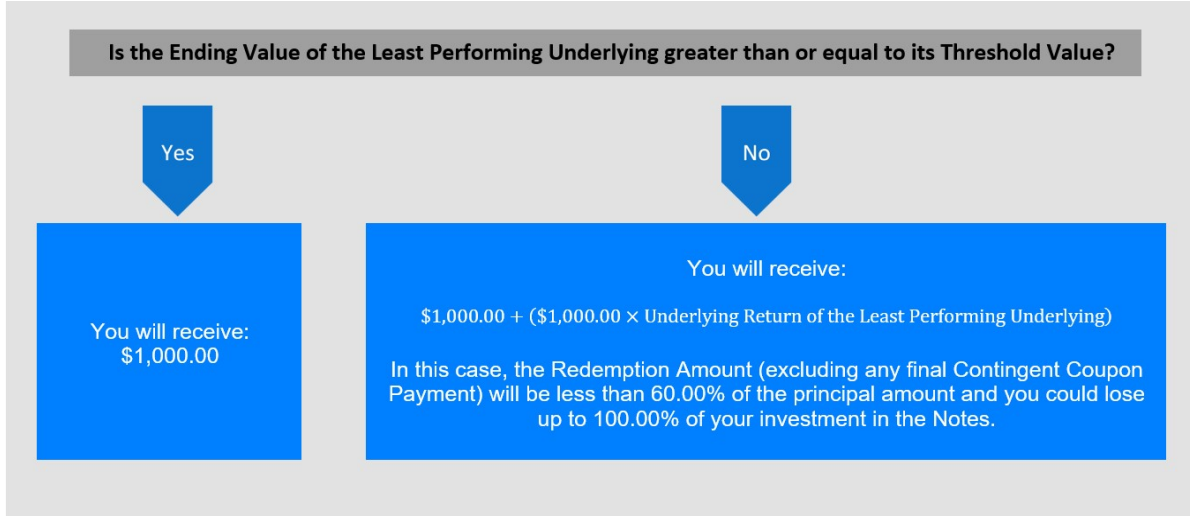 Is the Ending Value of the Least Performing Underlying greater than or equal to its Threshold Value?
Yes
No
You will receive:
$1,000.00
You will receive:
$1,000.00 + ($1,000.00 × Underlying Return of the Least Performing Underlying)
In this case, the Redemption Amount (excluding any final Contingent Coupon
Payment) will be less than 60.00% of the principal amount and you could lose
up to 100.00% of your investment in the Notes.